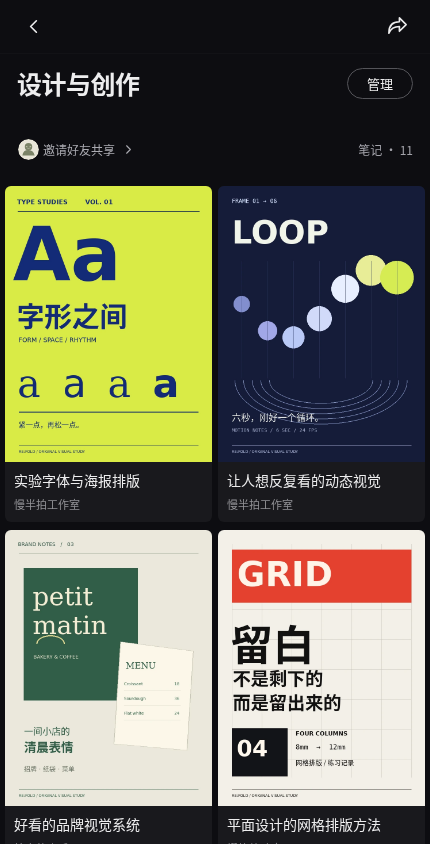 设计与创作
管理
邀请好友共享
笔记 · 11
TYPE STUDIES VOL. 01
Aa
字形之间
FORM / SPACE / RHYTHM
a a a a
紧一点，再松一点。
实验字体与海报排版
慢半拍工作室
FRAME 01 → 06
LOOP
六秒，刚好一个循环。
MOTION NOTES / 6 SEC / 24 FPS
让人想反复看的动态视觉
慢半拍工作室
BRAND NOTES / 03
petit
matin
BAKERY & COFFEE
MENU
Croissant 18
Flat white 24
一间小店的
清晨表情
招牌 · 纸袋 · 菜单
好看的品牌视觉系统
GRID
留白
不是剩下的
而是留出来的
04
FOUR COLUMNS
8mm → 12mm
网格排版 / 练习记录
平面设计的网格排版方法